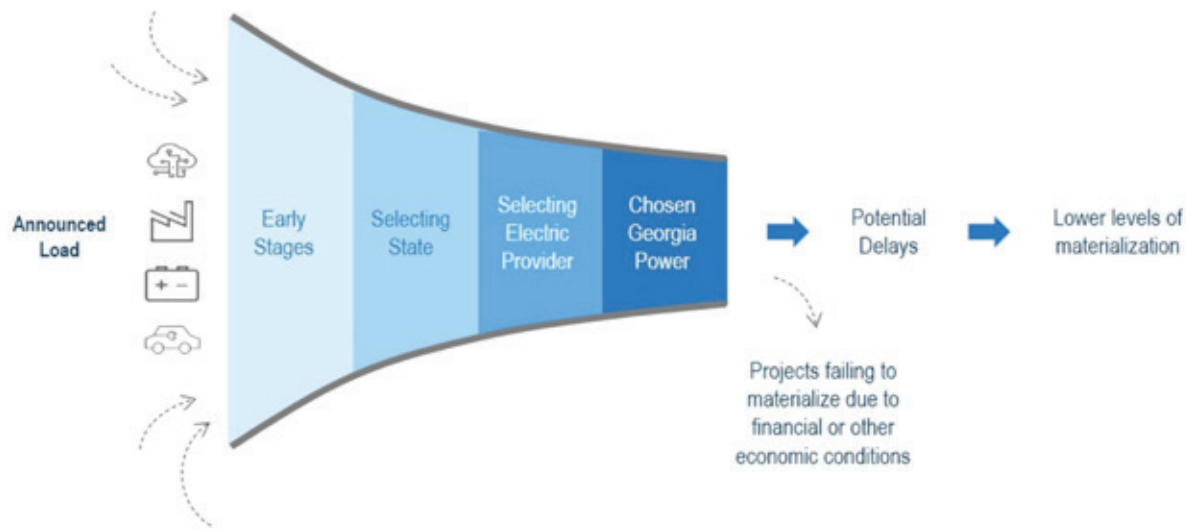 Announced
Load
Early
Stages
Selecting
State
Selecting
Electric
Provider
Chosen
Georgia
Power
Potential
Delays
Lower levels of
materialization
Projects failing to
materialize due to
financial or other
economic conditions